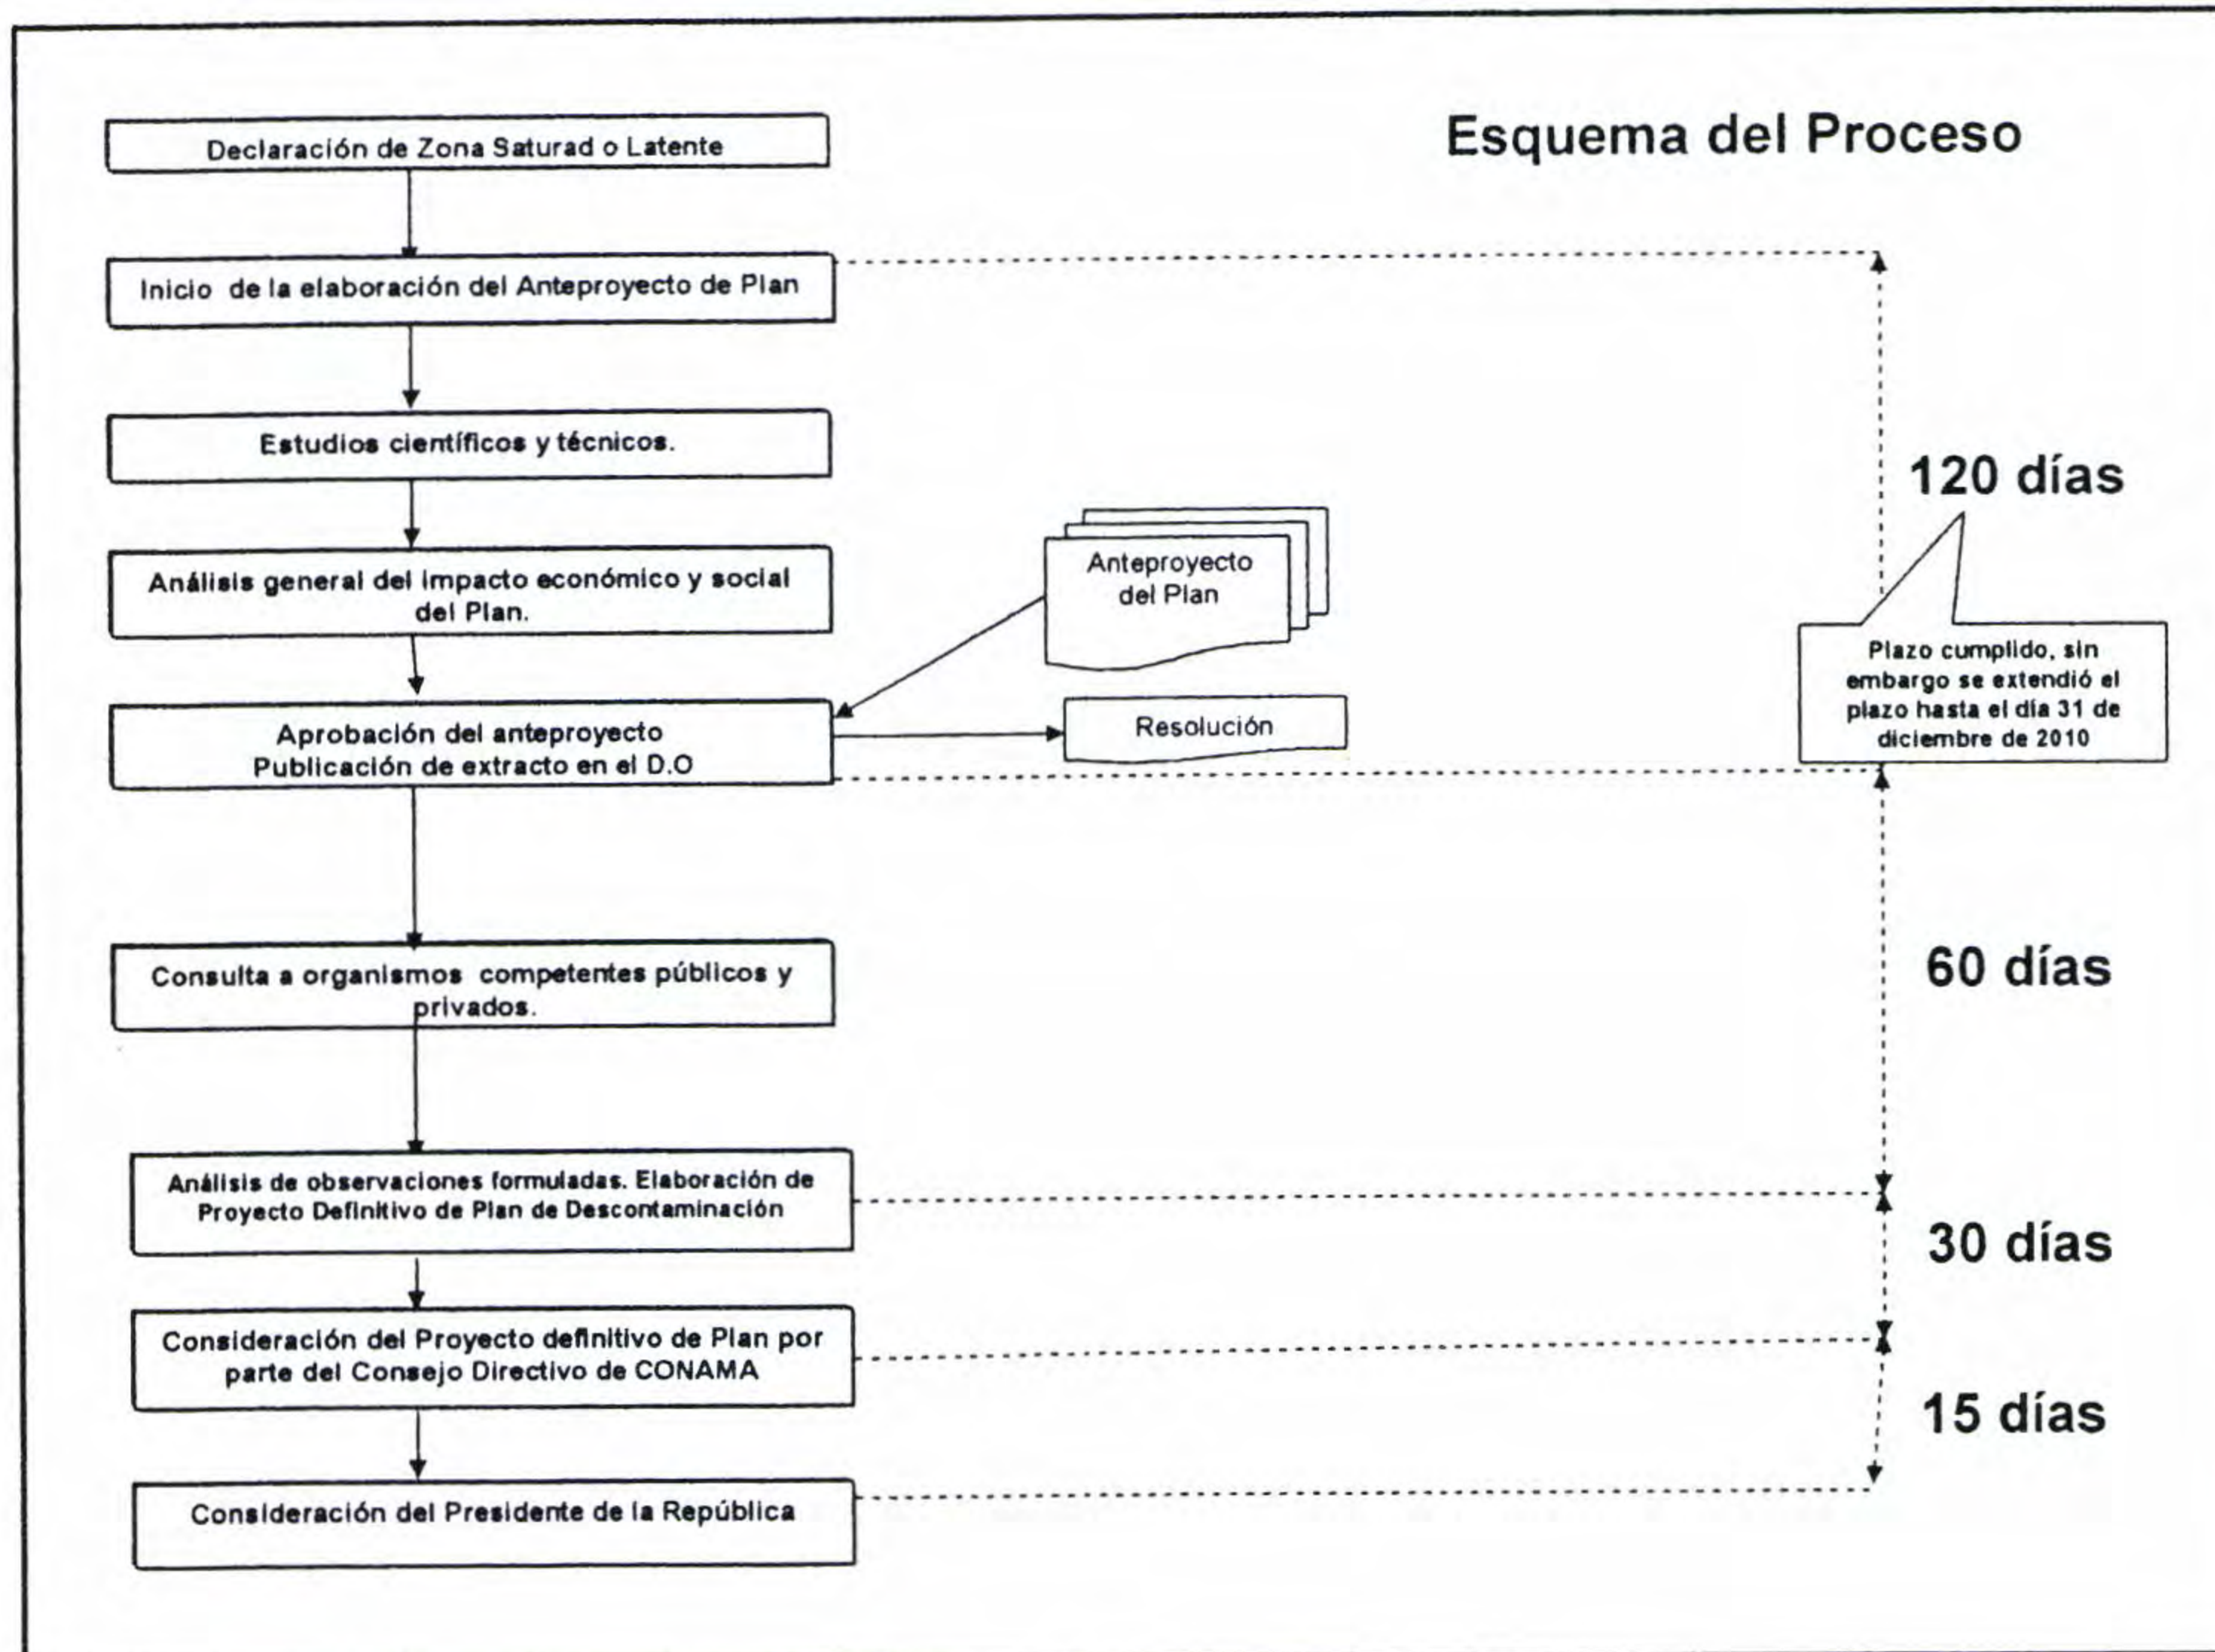 Esquema del Proceso
Declaración de Zona Saturad o Latente
Inicio de la elaboración del Anteproyecto de Plan
Estudios científicos y técnicos.
Análisis general del impacto económico y social
del Plan.
Aprobación del anteproyecto
Publicación de extracto en el D.O
Anteproyecto
del Plan
Resolución
120 días
Plazo cumplido, sin
embargo se extendió el
plazo hasta el día 31 de
diciembre de 2010
Consulta a organismos competentes públicos y
privados.
60 días
Análisis de observaciones formuladas. Elaboración de
Proyecto Definitivo de Plan de Descontaminación
30 días
Consideración del Proyecto definitivo de Plan por
parte del Consejo Directivo de CONAMA
15 días
Consideración del Presidente de la República